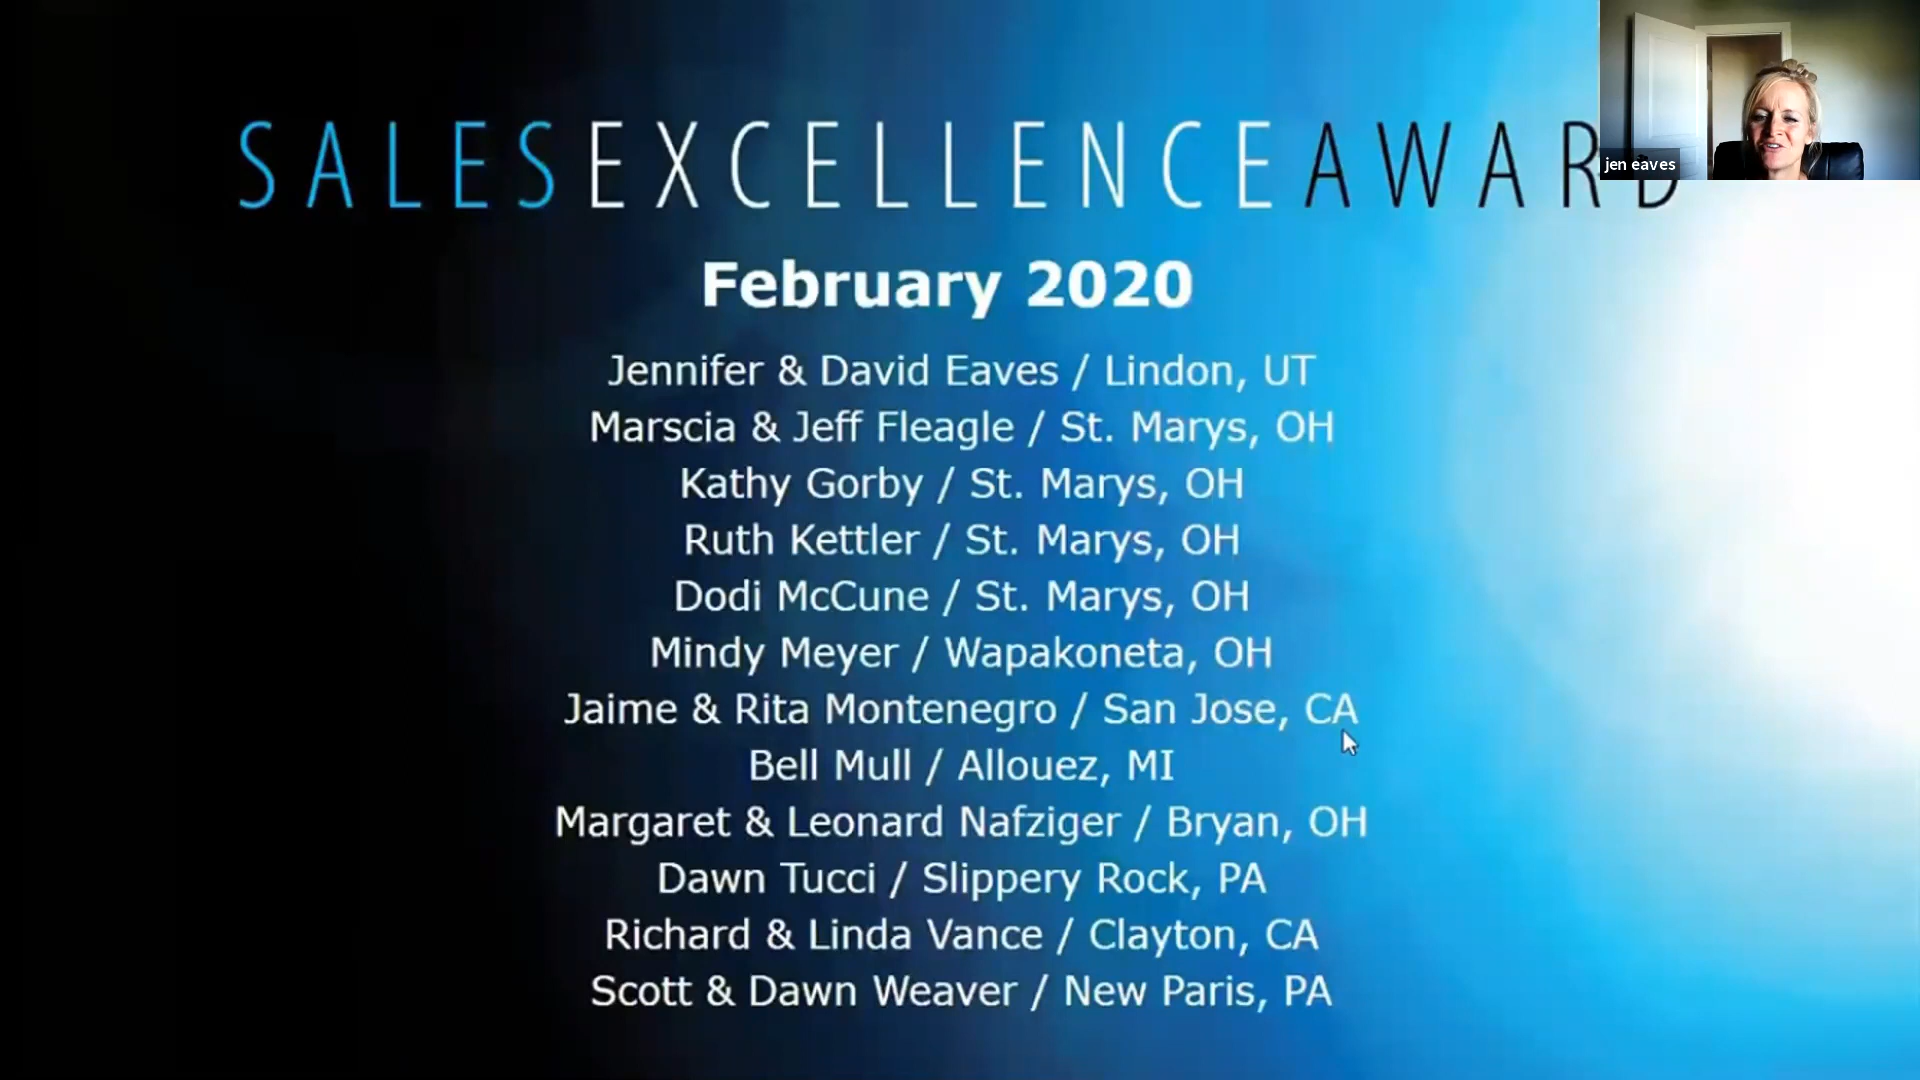 SALESEXCELLENCEAWARD
jen eaves
February 2020
Jennifer & David Eaves / Lindon, UT
Marscia & Jeff Fleagle / St. Marys, OH
Kathy Gorby / St. Marys, OH
Ruth Kettler / St. Marys, OH
Dodi McCune / St. Marys, OH
Mindy Meyer / Wapakoneta, OH
Jaime & Rita Montenegro / San Jose, CA
Bell Mull / Allouez, MI
Margaret & Leonard Nafziger / Bryan, OH
Dawn Tucci / Slippery Rock, PA
Richard & Linda Vance / Clayton, CA
Scott & Dawn Weaver / New Paris, PA